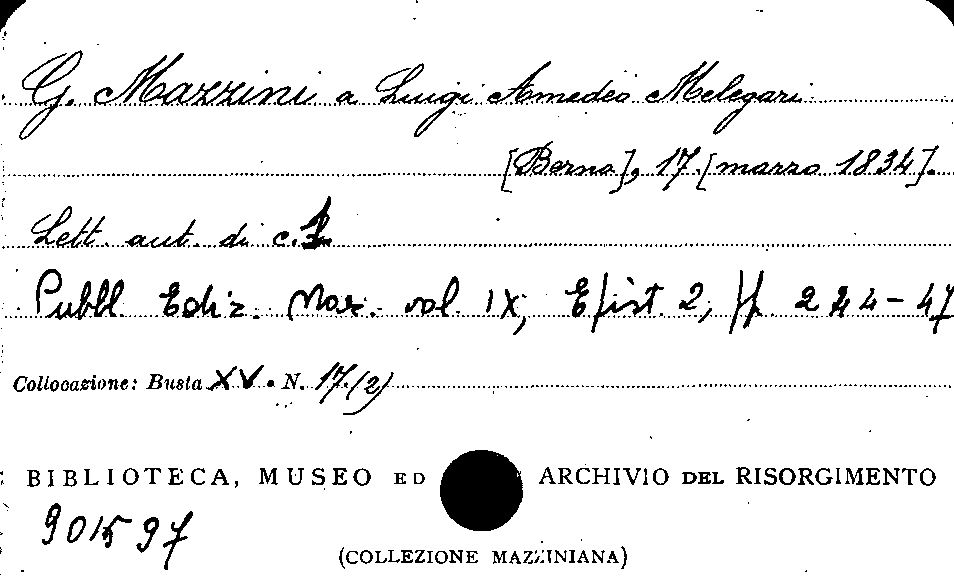 G. Mazzini a Luigi Amedeo Melegari
[Berna], 17 [marzo 1834].
Lett. aut. di c. 1
Pubbl. Ediz. Naz. vol. IX, Epist. 2, pp. 244-47
Collocazione: Busta XV. N. 17(2)
BIBLIOTECA, MUSEO ED ARCHIVIO DEL RISORGIMENTO
901597
(COLLEZIONE MAZZINIANA)